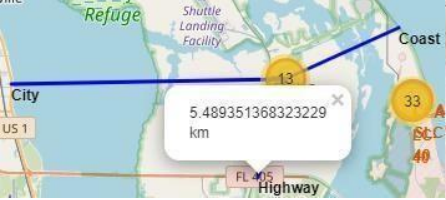 Refuge
Shuttle
Landing
Facility
Coast
13
City
33
5.489351368323229
km
US 1
FL 405
Highway
40